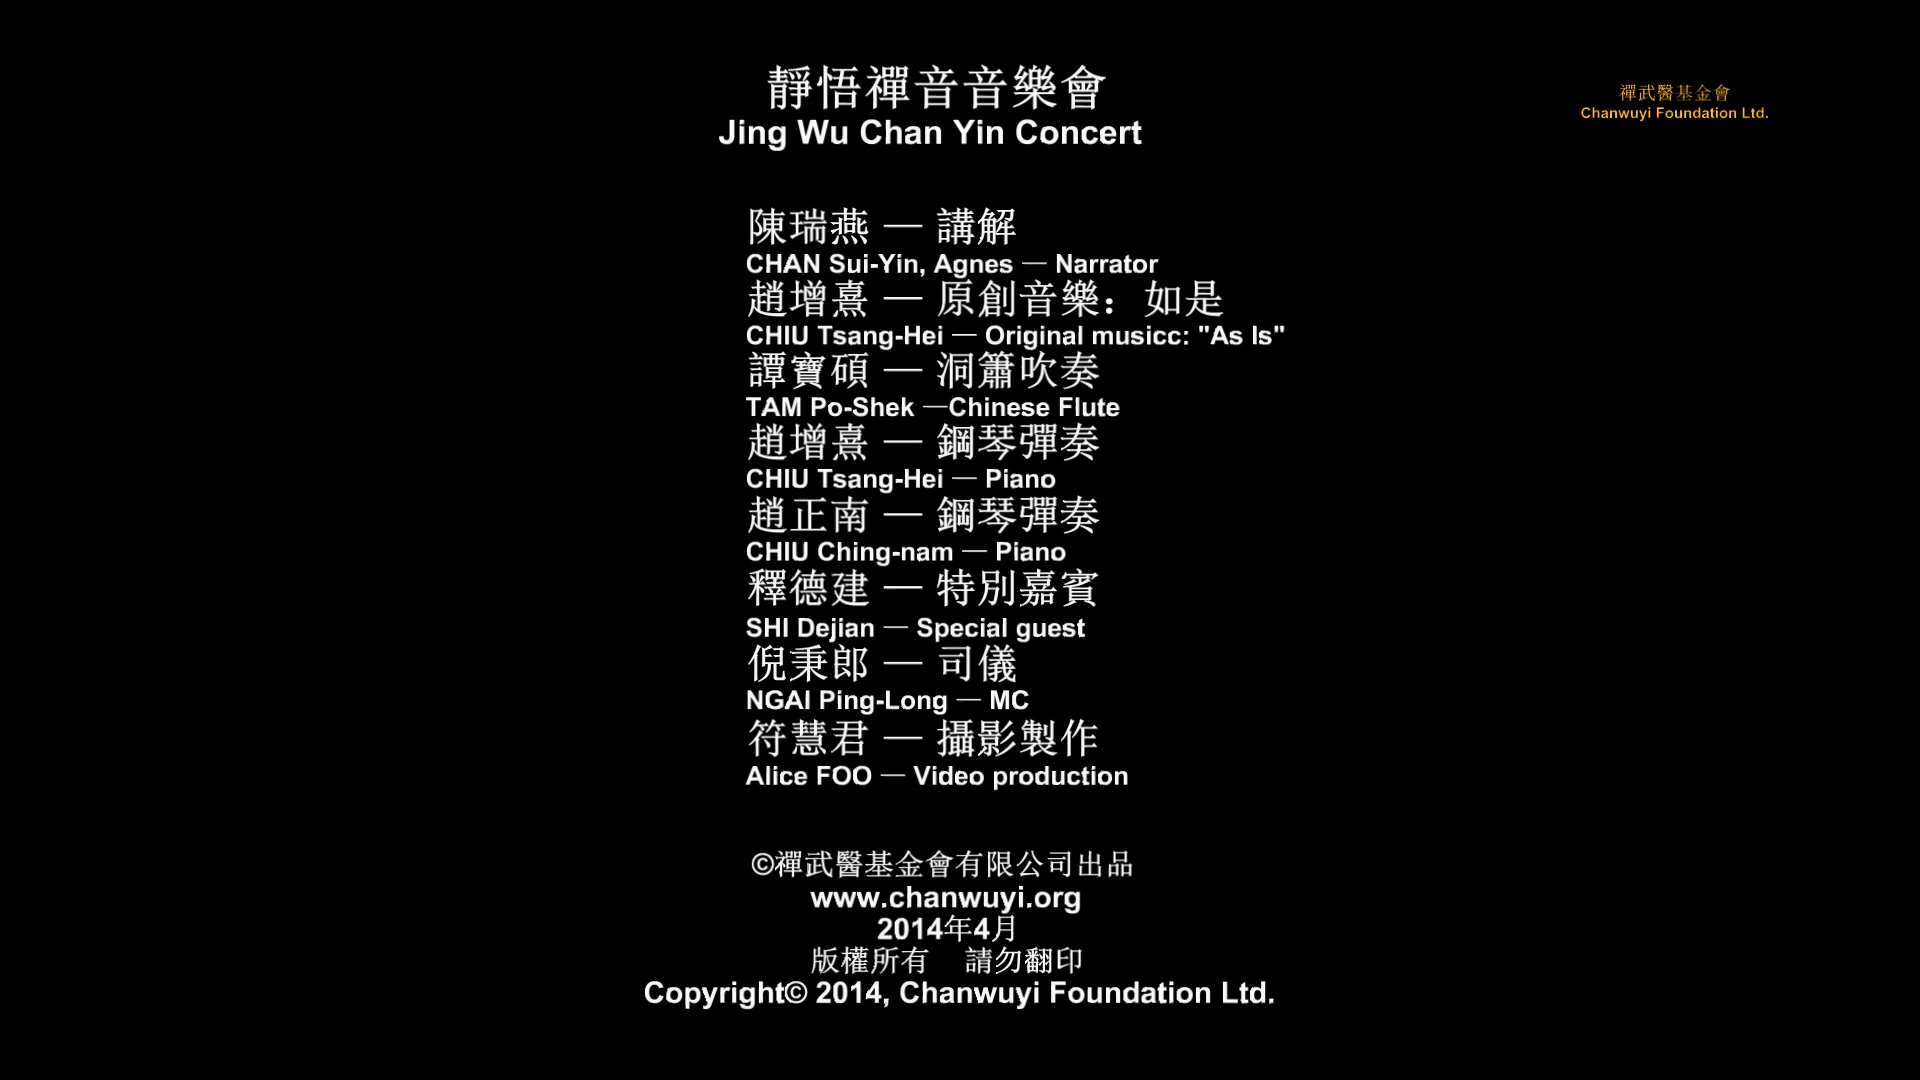 靜悟禪音音樂會
Jing Wu Chan Yin Concert
禪武醫基金會
Chanwuyi Foundation Ltd.
陳瑞燕 — 講解
CHAN Sui-Yin, Agnes — Narrator
趙增熹 — 原創音樂：如是
CHIU Tsang-Hei — Original musicc: "As Is"
譚寶碩 — 洞簫吹奏
TAM Po-Shek —Chinese Flute
趙增熹 — 鋼琴彈奏
CHIU Tsang-Hei — Piano
趙正南 — 鋼琴彈奏
CHIU Ching-nam — Piano
釋德建 — 特別嘉賓
SHI Dejian — Special guest
倪秉郎 — 司儀
NGAI Ping-Long — MC
符慧君 — 攝影製作
Alice FOO — Video production
©禪武醫基金會有限公司出品
www.chanwuyi.org
2014年4月
版權所有 請勿翻印
Copyright© 2014, Chanwuyi Foundation Ltd.